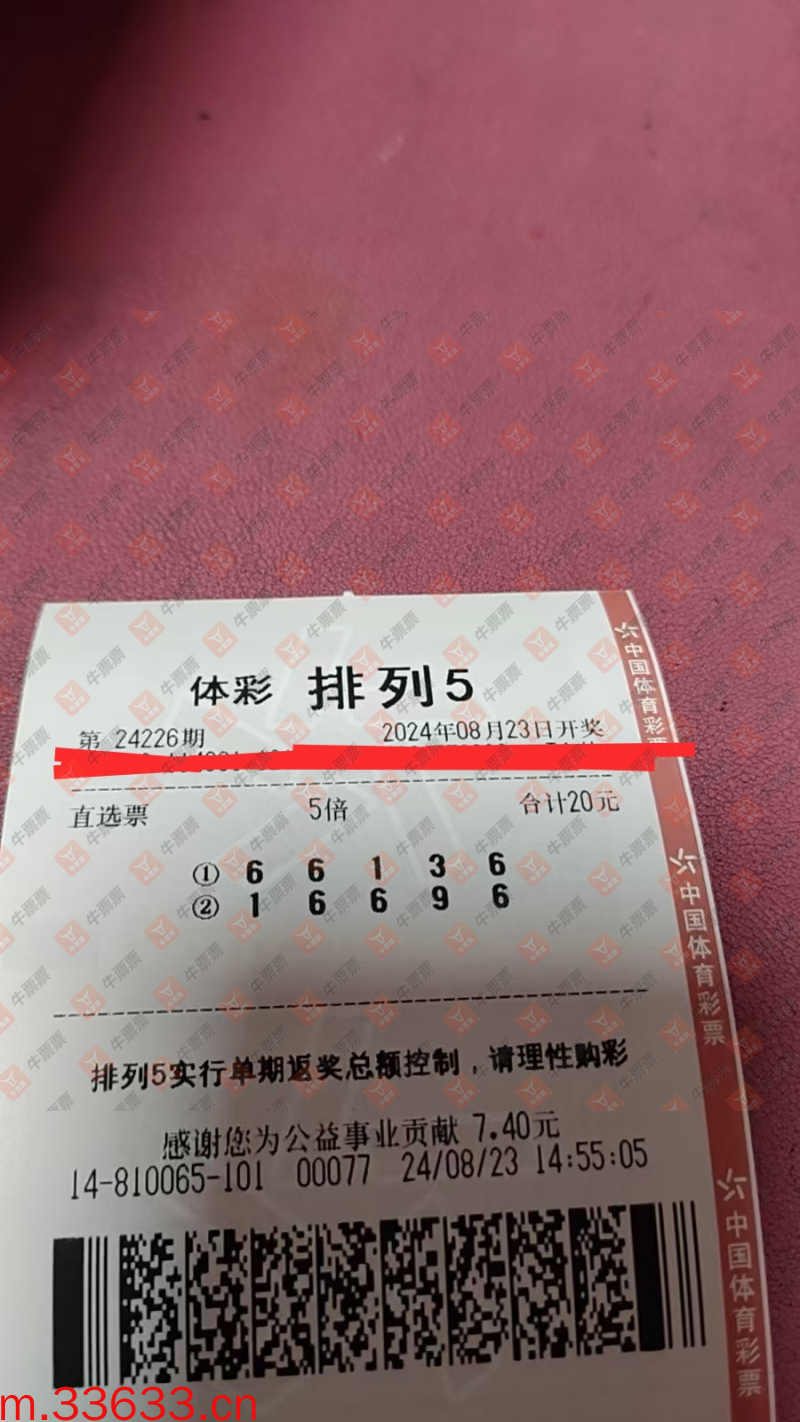 体彩 排列5
第 24226期 2024年08月23日开奖
直选票 5倍 合计20元
① 6 6 1 3 6
② 1 6 6 9 6
排列5实行单期返奖总额控制，请理性购彩
感谢您为公益事业贡献 7.40元
14-810065-101 00077 24/08/23 14:55:05
中国体育彩票
中国体育彩票
中国体育彩票
牛票票
m.33633.cn